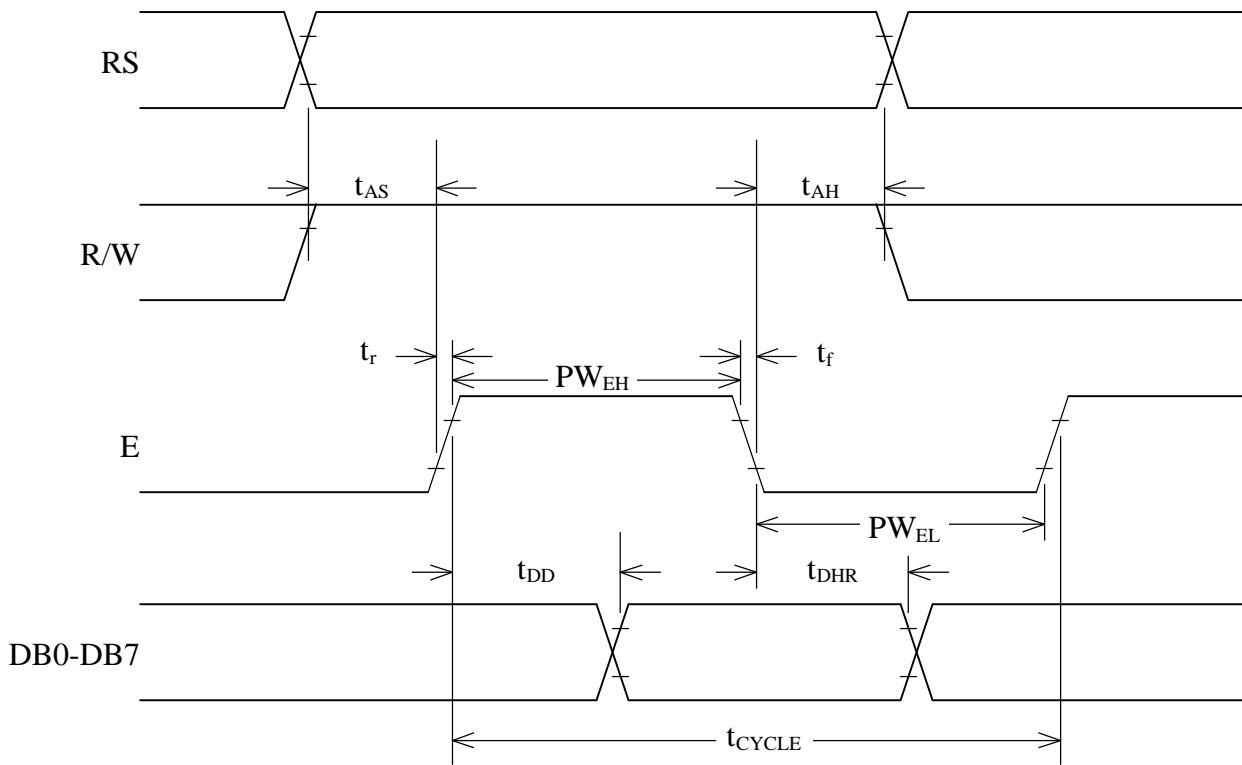 RS
t_AS t_AH
R/W
t_r t_f
PW_EH
E
PW_EL
t_DD t_DHR
DB0-DB7
t_CYCLE